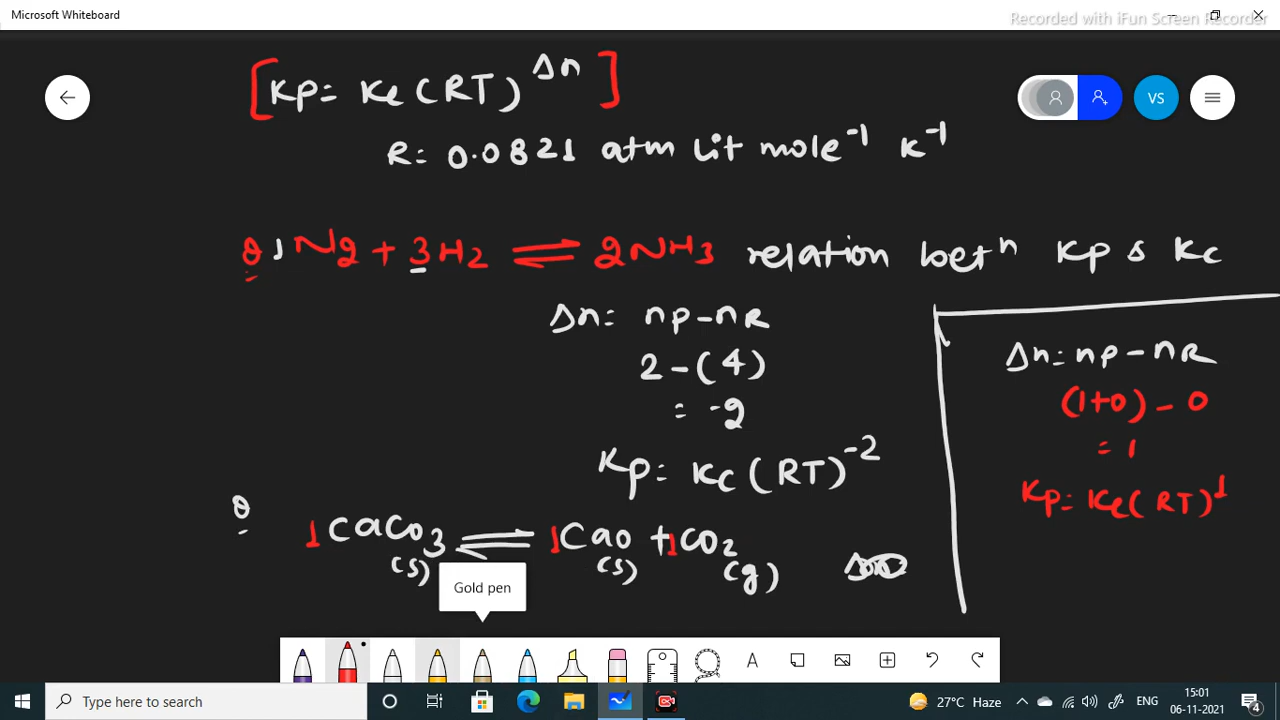 Microsoft Whiteboard
Recorded with iFun Screen Recorder
[KP= Kc (RT)^Δn]
R= 0.0821 atm Lit mole^-1 K^-1
VS
Q 1 N2 + 3H2 ⇌ 2NH3 relation bet^n KP & KC
Δn= nP-nR
2-(4)
= -2
KP= KC (RT)^-2
Δn= nP-nR
(1+0) - 0
= 1
KP= Kc (RT)^1
Q
1CaCO3 (s) ⇌ 1CaO (s) + 1CO2 (g)
Gold pen
A
Type here to search
27°C Haze
ENG
15:01
06-11-2021
4